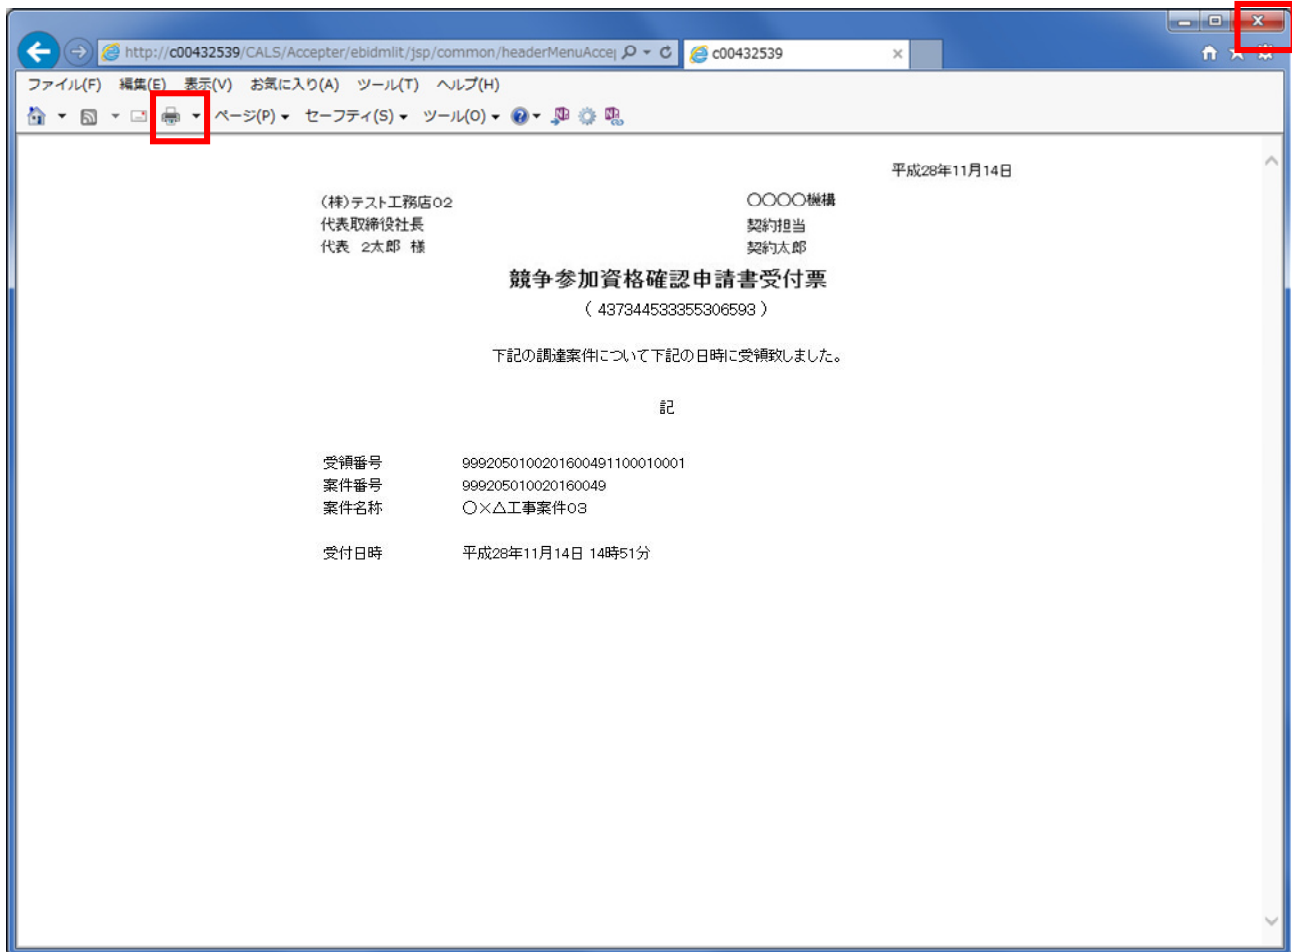 http://c00432539/CALS/Accepter/ebidmlit/jsp/common/headerMenuAccep
c00432539
ファイル(F) 編集(E) 表示(V) お気に入り(A) ツール(T) ヘルプ(H)
ページ(P) セーフティ(S) ツール(O)
平成28年11月14日
(株)テスト工務店02 〇〇〇〇機構
代表取締役社長 契約担当
代表 2太郎 様 契約太郎
競争参加資格確認申請書受付票
( 437344533355306593 )
下記の調達案件について下記の日時に受領致しました。
記
受領番号 9992050100201600491100010001
案件番号 999205010020160049
案件名称 〇×△工事案件03
受付日時 平成28年11月14日 14時51分